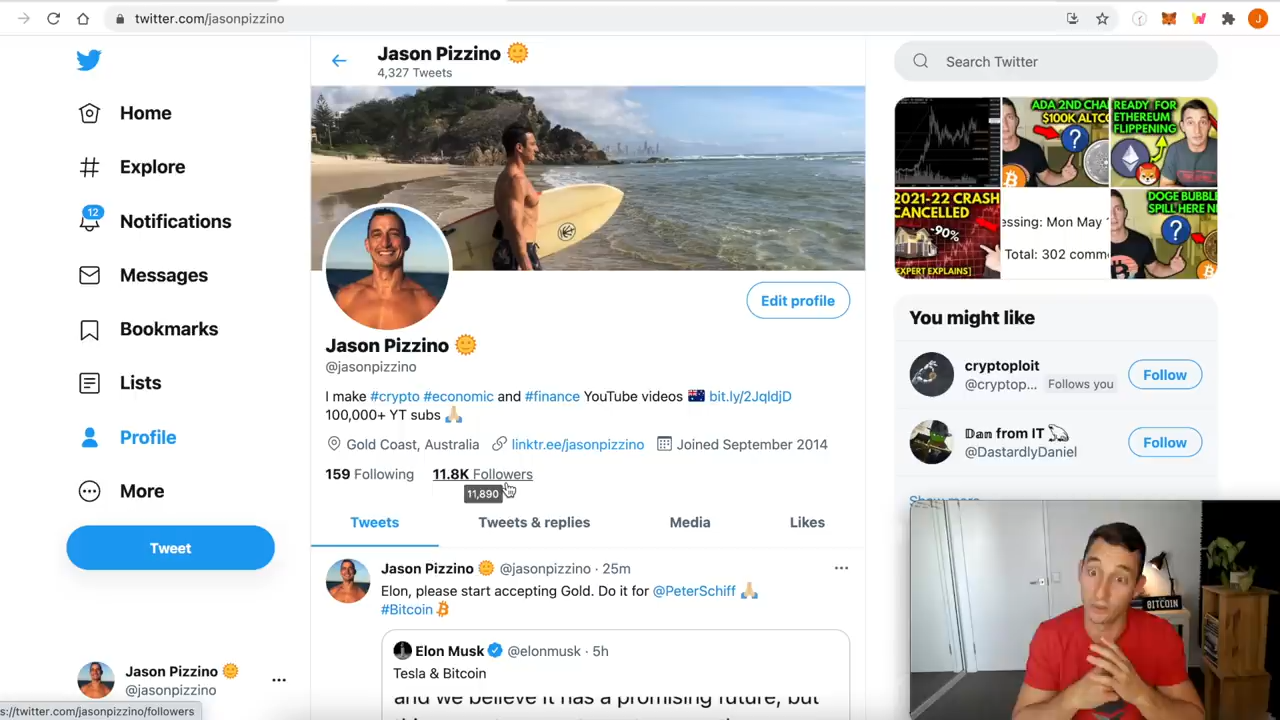 twitter.com/jasonpizzino
J
Jason Pizzino
4,327 Tweets
Search Twitter
Home
Explore
12
Notifications
Messages
Bookmarks
Lists
Profile
More
Tweet
Jason Pizzino
@jasonpizzino
s://twitter.com/jasonpizzino/followers
Edit profile
Jason Pizzino
@jasonpizzino
I make #crypto #economic and #finance YouTube videos 🇦🇺 bit.ly/2JqldjD
100,000+ YT subs 🙏🏼
Gold Coast, Australia linktr.ee/jasonpizzino Joined September 2014
159 Following 11.8K Followers
11,890
Tweets Tweets & replies Media Likes
Jason Pizzino 🌞 @jasonpizzino · 25m
Elon, please start accepting Gold. Do it for @PeterSchiff 🙏🏼
#Bitcoin
Elon Musk @elonmusk · 5h
Tesla & Bitcoin
and we believe it has a promising future, but
ADA 2ND CHA
$100K ALTC
READY FOR
ETHEREUM
FLIPPENING
2021-22 CRASH
CANCELLED
-90%
[EXPERT EXPLAINS]
essing: Mon May
Total: 302 comm
DOGE BUBBL
SPILL HERE N
You might like
cryptoploit
@cryptop... Follows you
Follow
𝔻𝕒𝕟 from IT
@DastardlyDaniel
Follow
Show more
BITCOIN